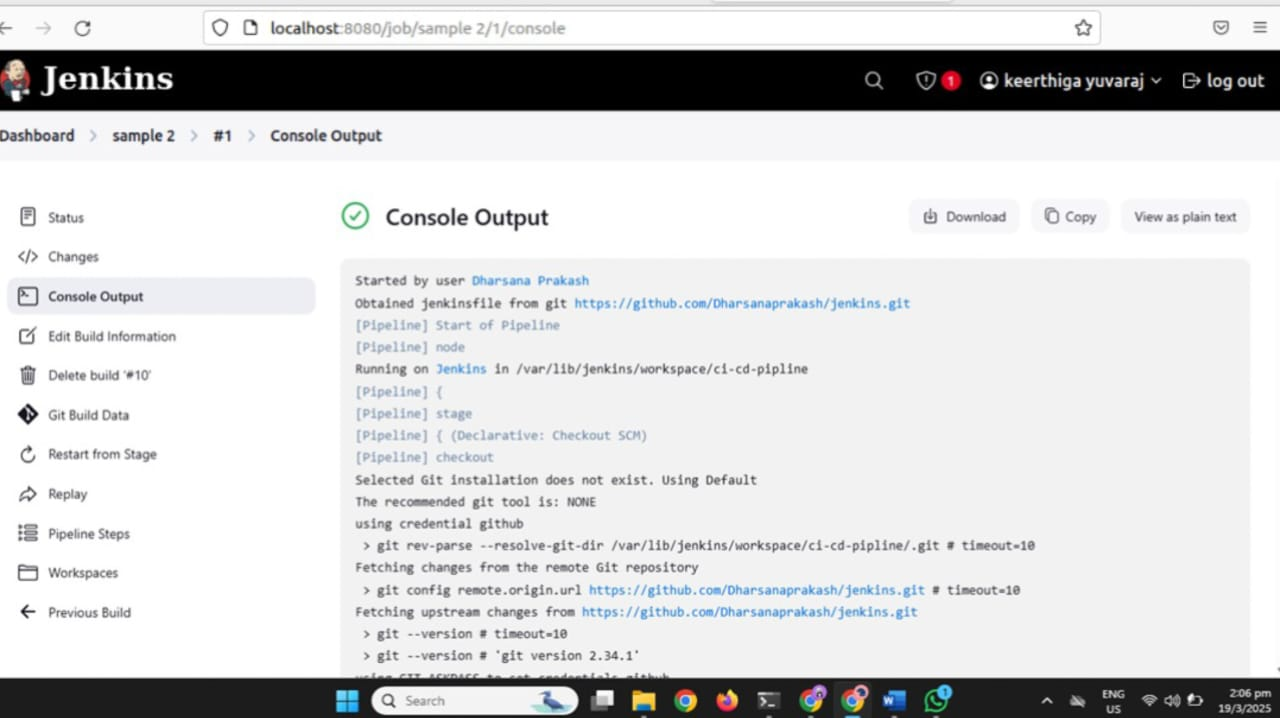 localhost:8080/job/sample 2/1/console
Jenkins
1
keerthiga yuvaraj
log out
Dashboard > sample 2 > #1 > Console Output
Status
Changes
Console Output
Edit Build Information
Delete build '#10'
Git Build Data
Restart from Stage
Replay
Pipeline Steps
Workspaces
Previous Build
Console Output
Download
Copy
View as plain text
Started by user Dharsana Prakash
Obtained jenkinsfile from git https://github.com/Dharsanaprakash/jenkins.git
[Pipeline] Start of Pipeline
[Pipeline] node
Running on Jenkins in /var/lib/jenkins/workspace/ci-cd-pipline
[Pipeline] {
[Pipeline] stage
[Pipeline] { (Declarative: Checkout SCM)
[Pipeline] checkout
Selected Git installation does not exist. Using Default
The recommended git tool is: NONE
using credential github
> git rev-parse --resolve-git-dir /var/lib/jenkins/workspace/ci-cd-pipline/.git # timeout=10
Fetching changes from the remote Git repository
> git config remote.origin.url https://github.com/Dharsanaprakash/jenkins.git # timeout=10
Fetching upstream changes from https://github.com/Dharsanaprakash/jenkins.git
> git --version # timeout=10
> git --version # 'git version 2.34.1'
using GIT_ASKPASS to set credentials github
Search
1
ENG
US
2:06 pm
19/3/2025